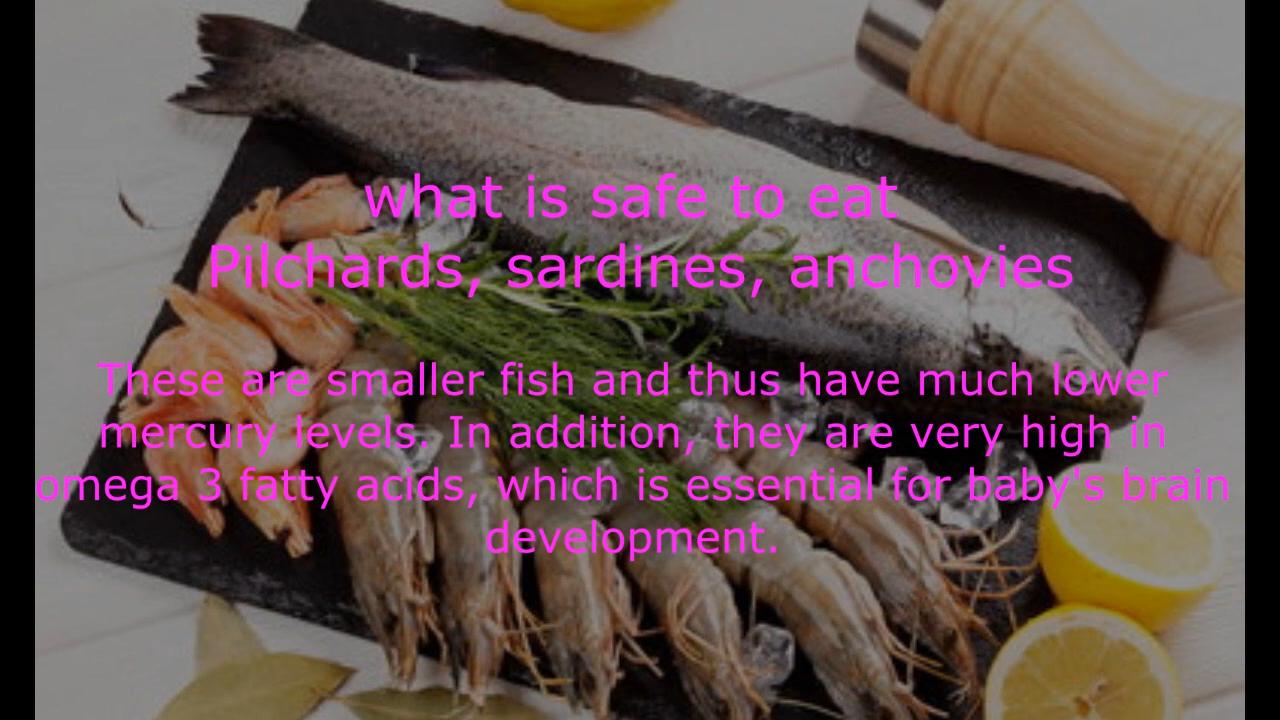 what is safe to eat
Pilchards, sardines, anchovies
These are smaller fish and thus have much lower
mercury levels. In addition, they are very high in
omega 3 fatty acids, which is essential for baby's brain
development.